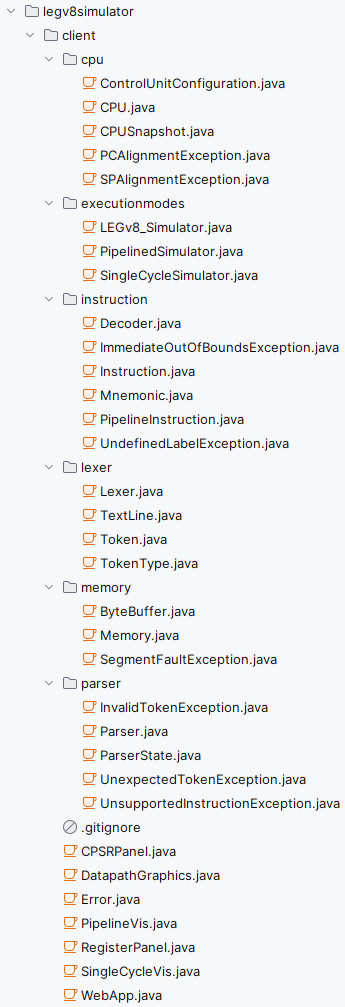 legv8simulator
client
cpu
ControlUnitConfiguration.java
CPU.java
CPUSnapshot.java
PCAlignmentException.java
SPAlignmentException.java
executionmodes
LEGv8_Simulator.java
PipelinedSimulator.java
SingleCycleSimulator.java
instruction
Decoder.java
ImmediateOutOfBoundsException.java
Instruction.java
Mnemonic.java
PipelineInstruction.java
UndefinedLabelException.java
lexer
Lexer.java
TextLine.java
Token.java
TokenType.java
memory
ByteBuffer.java
Memory.java
SegmentFaultException.java
parser
InvalidTokenException.java
Parser.java
ParserState.java
UnexpectedTokenException.java
UnsupportedInstructionException.java
.gitignore
CPSRPanel.java
DatapathGraphics.java
Error.java
PipelineVis.java
RegisterPanel.java
SingleCycleVis.java
WebApp.java